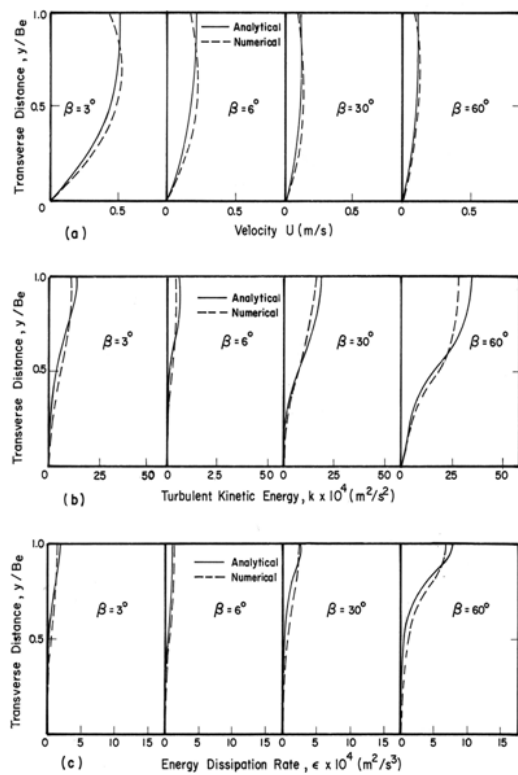 Transverse Distance , y/Be
1.0
0.5
0
Analytical
Numerical
β = 3°
β = 6°
β = 30°
β = 60°
0 0.5 0 0.5 0 0.5 0 0.5
(a)
Velocity U (m/s)
Transverse Distance , y/Be
1.0
0.5
Analytical
Numerical
β = 3°
β = 6°
β = 30°
β = 60°
0 25 50 0 25 50 0 25 50 0 25 50
(b)
Turbulent Kinetic Energy , k × 10⁴ (m²/s²)
Transverse Distance , y/Be
1.0
0.5
Analytical
Numerical
β = 3°
β = 6°
β = 30°
β = 60°
0 5 10 15 0 5 10 15 0 5 10 15 0 5 10 15
(c)
Energy Dissipation Rate , ϵ × 10⁴ (m²/s³)